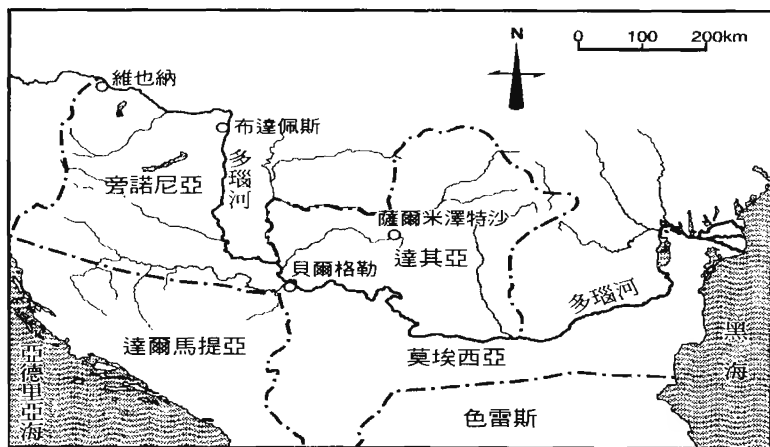 N
0 100 200km
維也納
布達佩斯
多瑙河
旁諾尼亞
薩爾米澤特沙
達其亞
貝爾格勒
多瑙河
達爾馬提亞
莫埃西亞
黑海
亞德里亞海
色雷斯